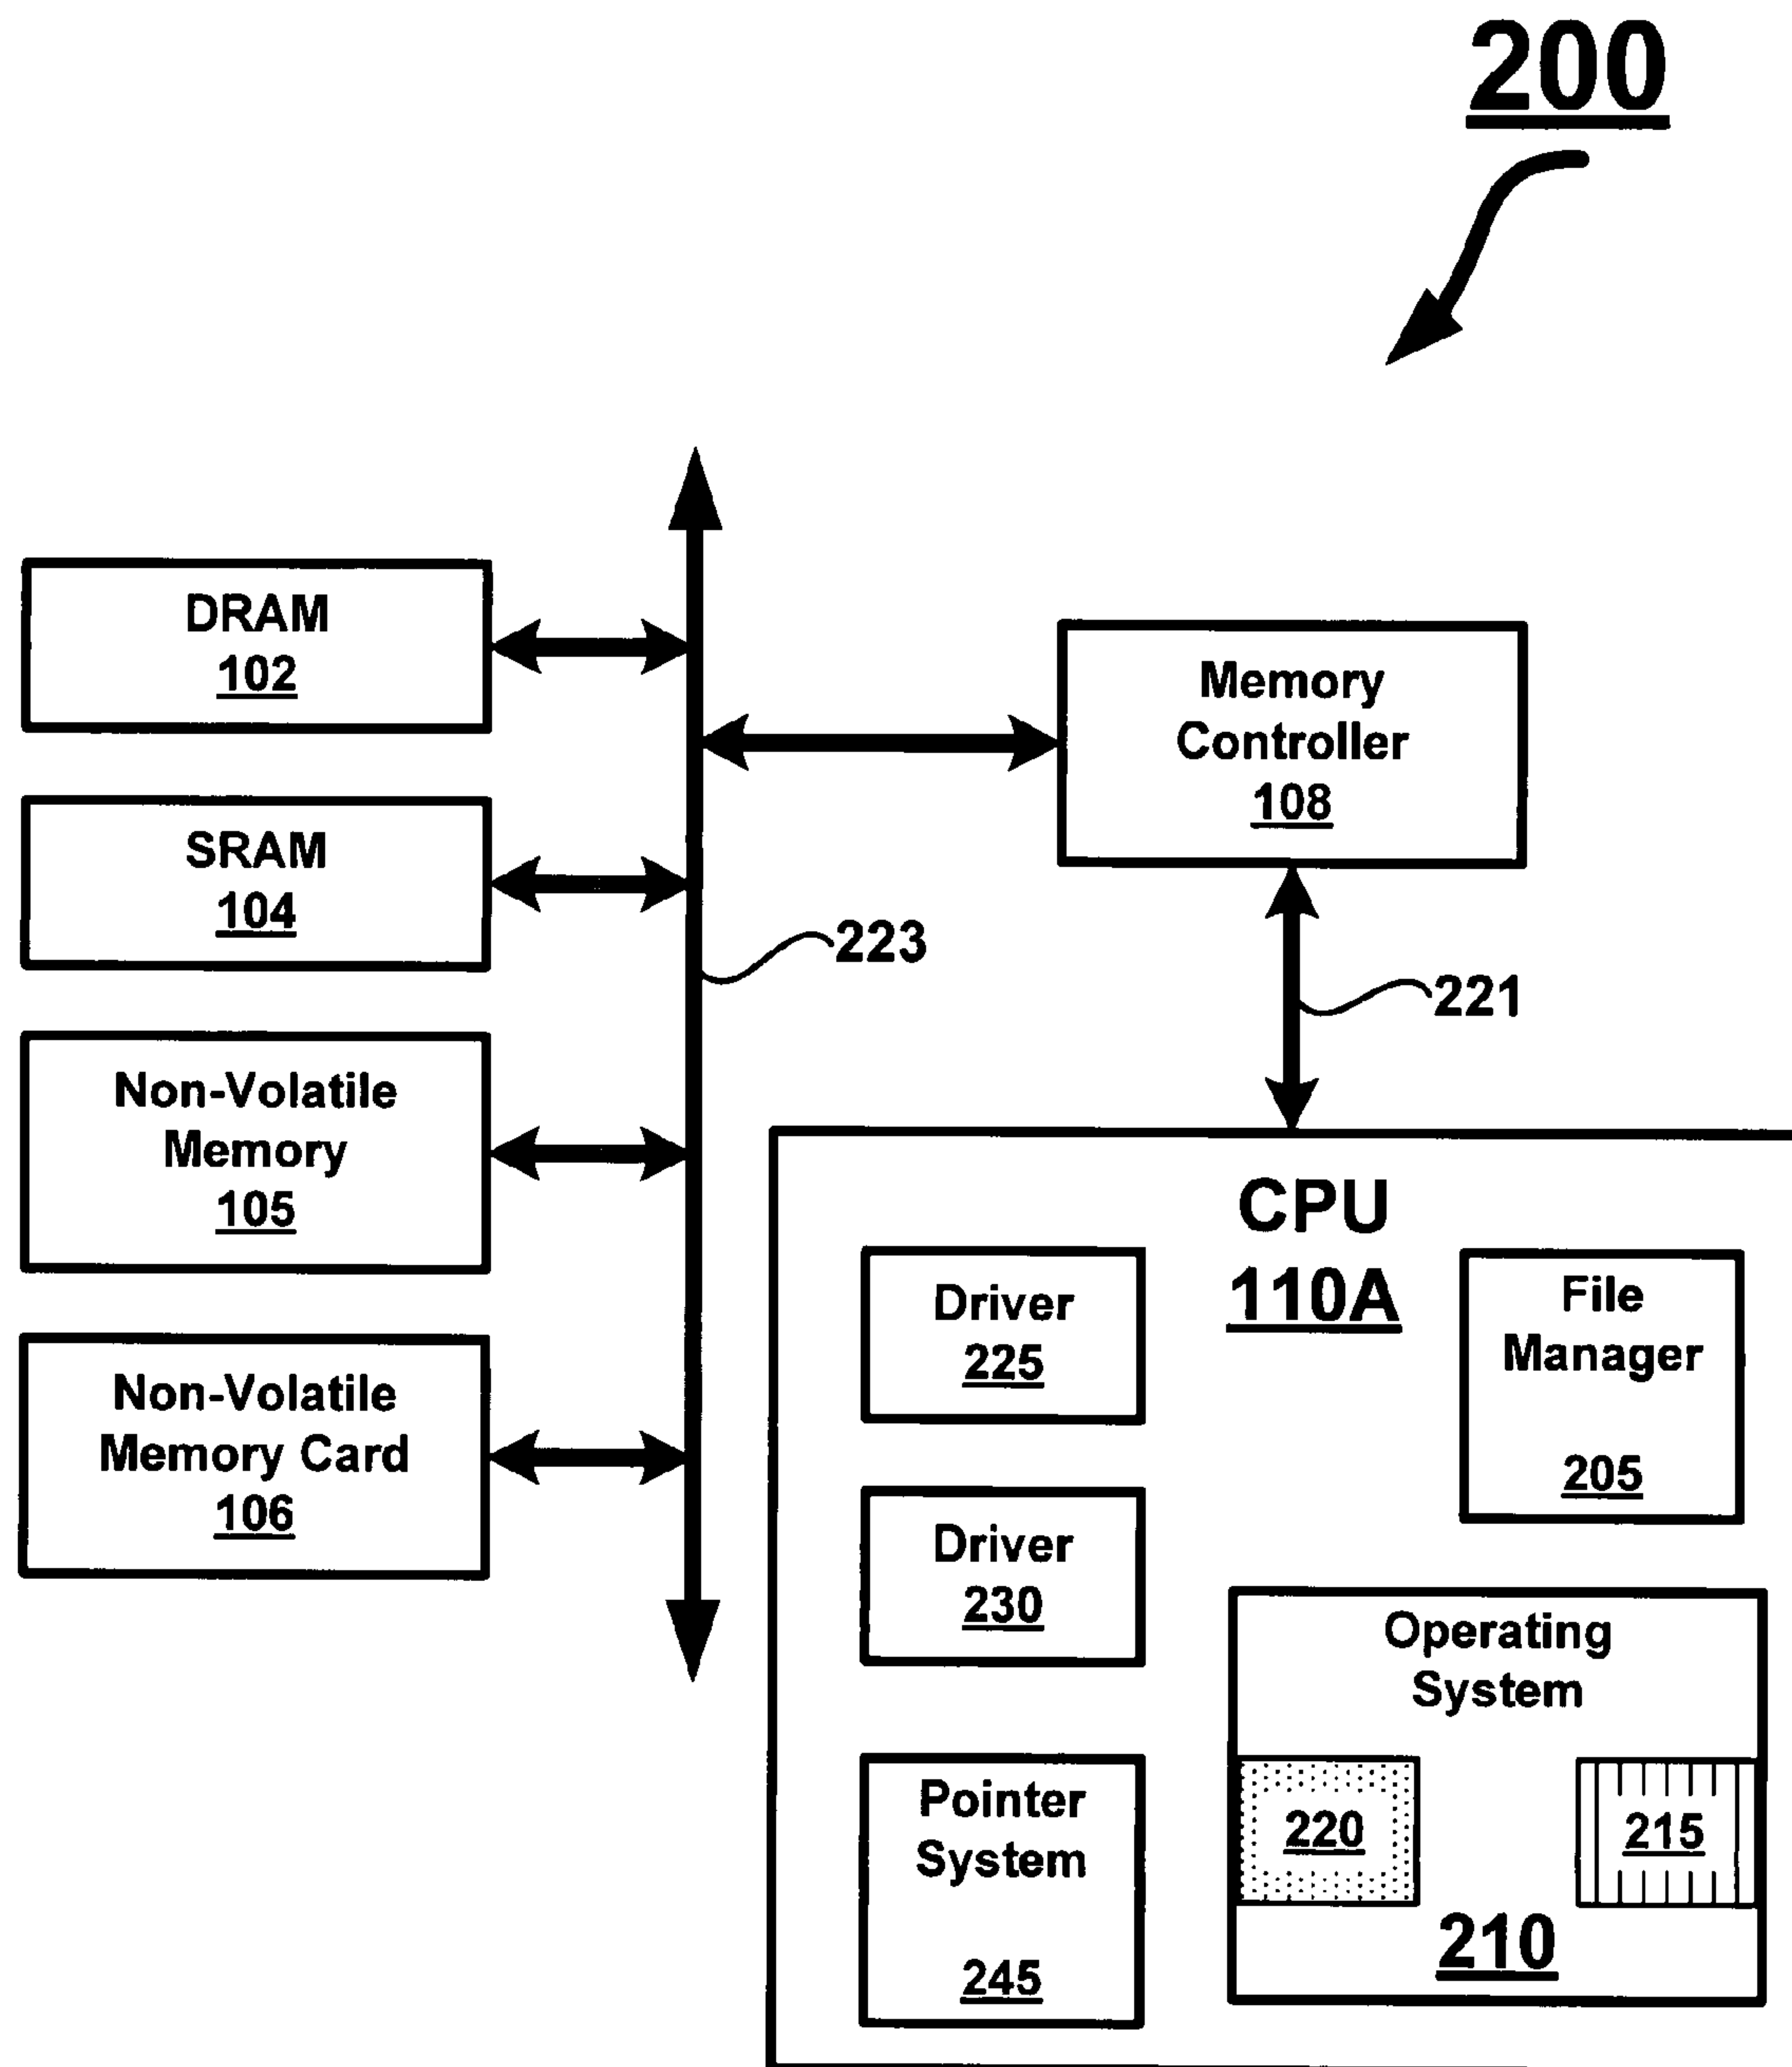 200
DRAM
102
SRAM
104
Non-Volatile
Memory
105
Non-Volatile
Memory Card
106
223
Memory
Controller
108
221
CPU
110A
Driver
225
Driver
230
Pointer
System
245
File
Manager
205
Operating
System
220
215
210